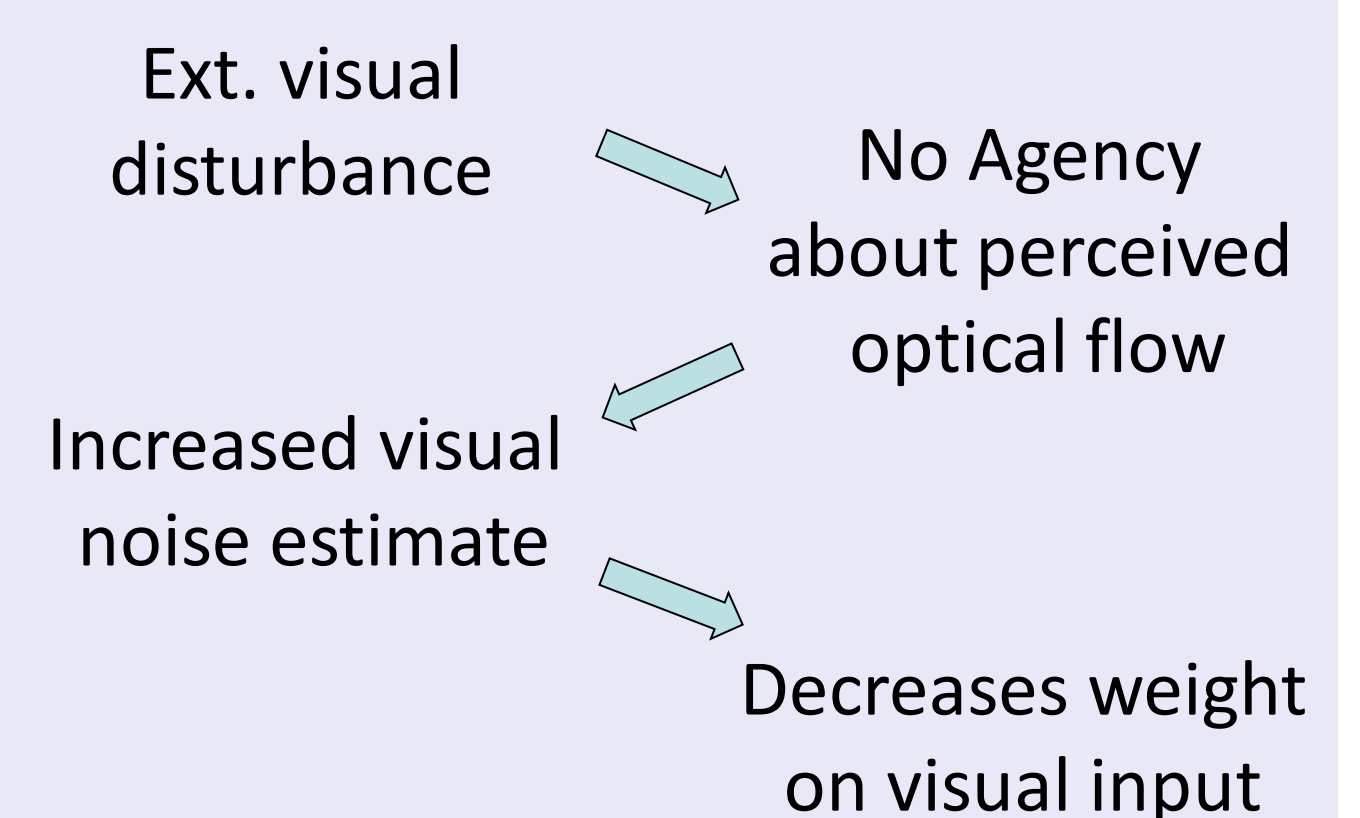 Ext. visual
disturbance
No Agency
about perceived
optical flow
Increased visual
noise estimate
Decreases weight
on visual input